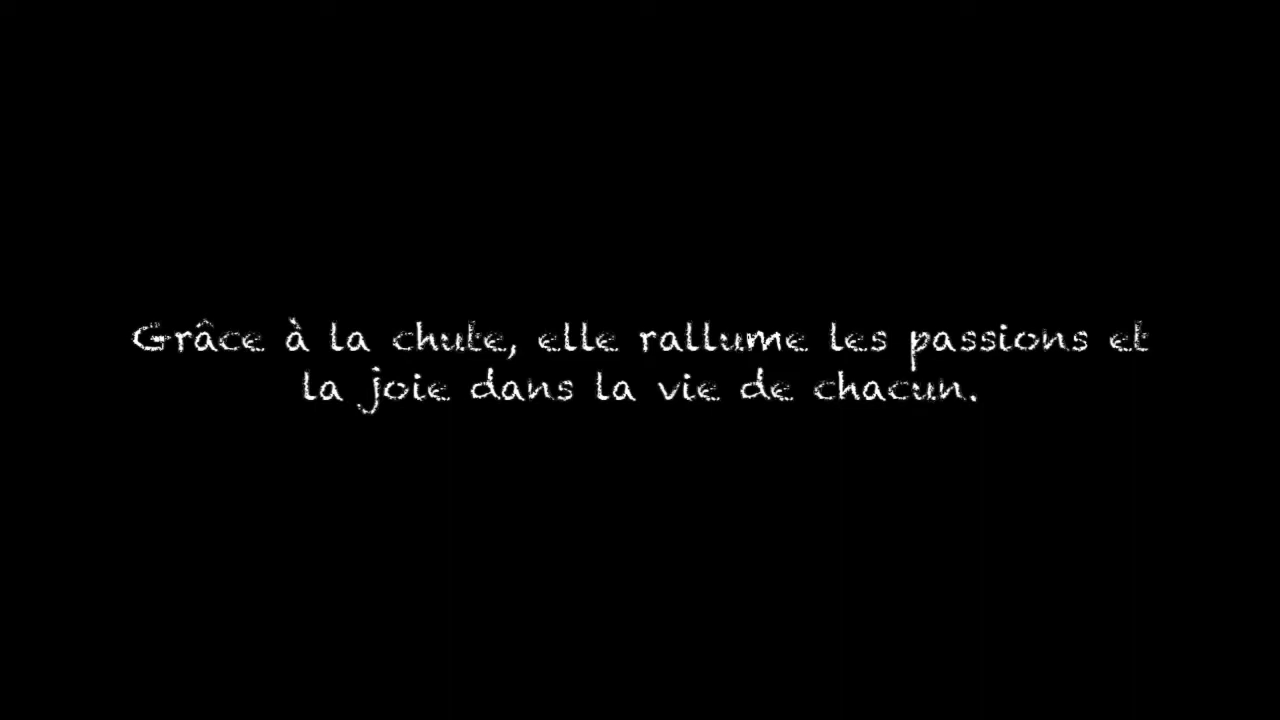 Grâce à la chute, elle rallume les passions et
la joie dans la vie de chacun.